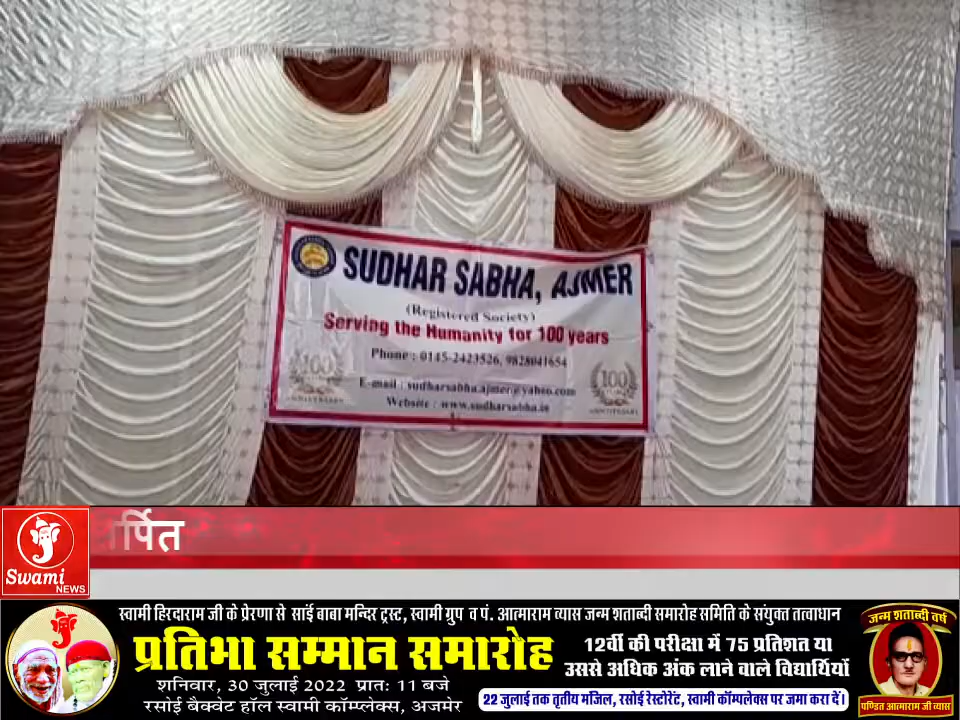 SUDHAR SABHA, AJMER
(Registered Society)
Serving the Humanity for 100 years
Phone : 0145-2423526, 9828041654
E-mail : sudharsabha.ajmer@yahoo.com
Website : www.sudharsabha.in
100
100
र्पित
Swami
NEWS
स्वामी हिरदाराम जी के प्रेरणा से साई बाबा मन्दिर ट्रस्ट, स्वामी ग्रुप व पं. आत्माराम व्यास जन्म शताब्दी समारोह समिति के संयुक्त तत्वाधान
प्रतिभा सम्मान समारोह
शनिवार, 30 जुलाई 2022 प्रातः 11 बजे
रसोई बैंक्वेट हॉल स्वामी कॉम्प्लेक्स, अजमेर
12वीं की परीक्षा में 75 प्रतिशत या
उससे अधिक अंक लाने वाले विद्यार्थियों
22 जुलाई तक तृतीय मंजिल, रसोई रेस्टोरेंट, स्वामी कॉम्पलेक्स पर जमा करा दें।
जन्म शताब्दी वर्ष
पण्डित आत्माराम जी व्यास